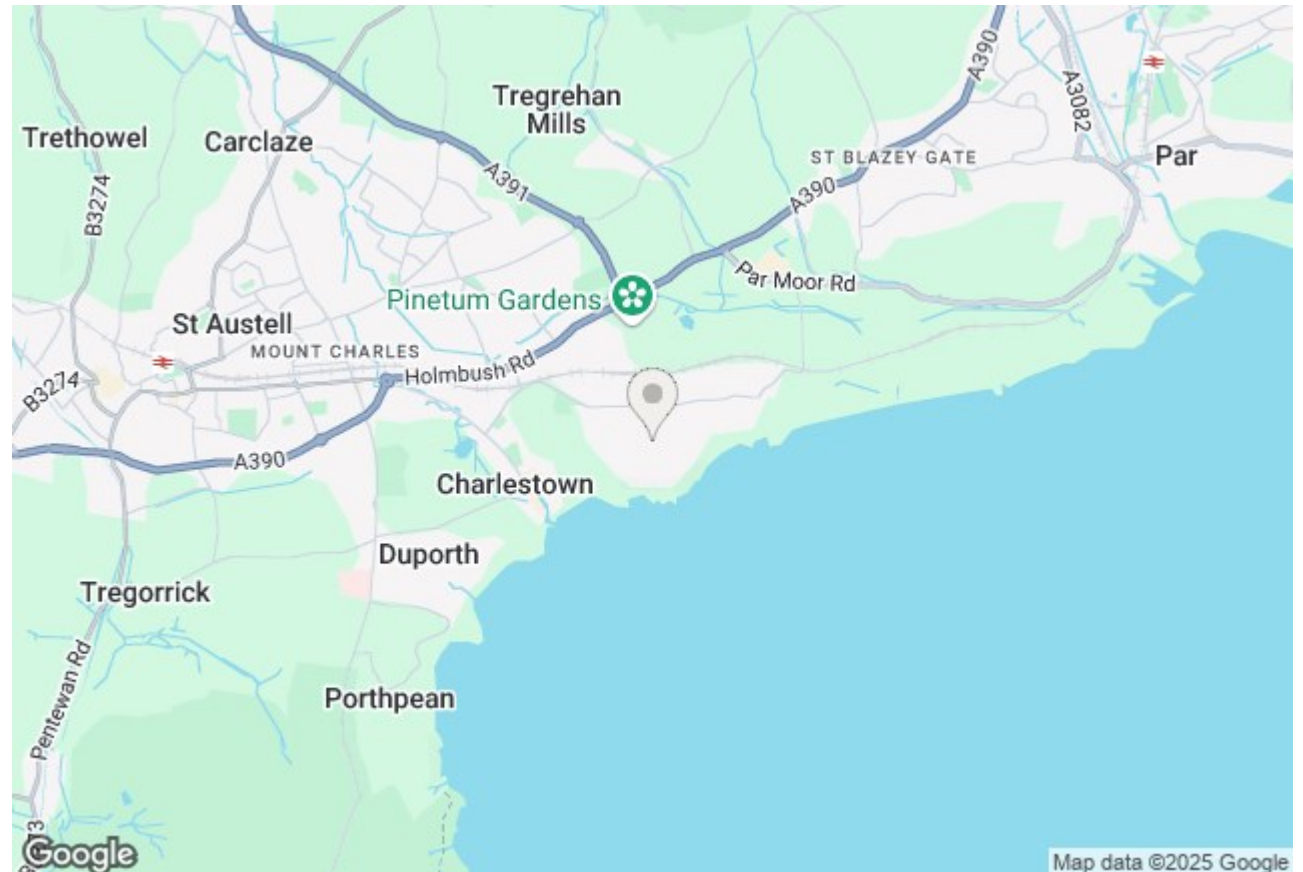 A390
A3082
Tregrehan
Mills
Trethowel
Carclaze
ST BLAZEY GATE
Par
A391
A390
B3274
Par Moor Rd
Pinetum Gardens
St Austell
MOUNT CHARLES
Holmbush Rd
B3274
A390
Charlestown
Duporth
Tregorrick
Pentewan Rd
Porthpean
Google
Map data ©2025 Google